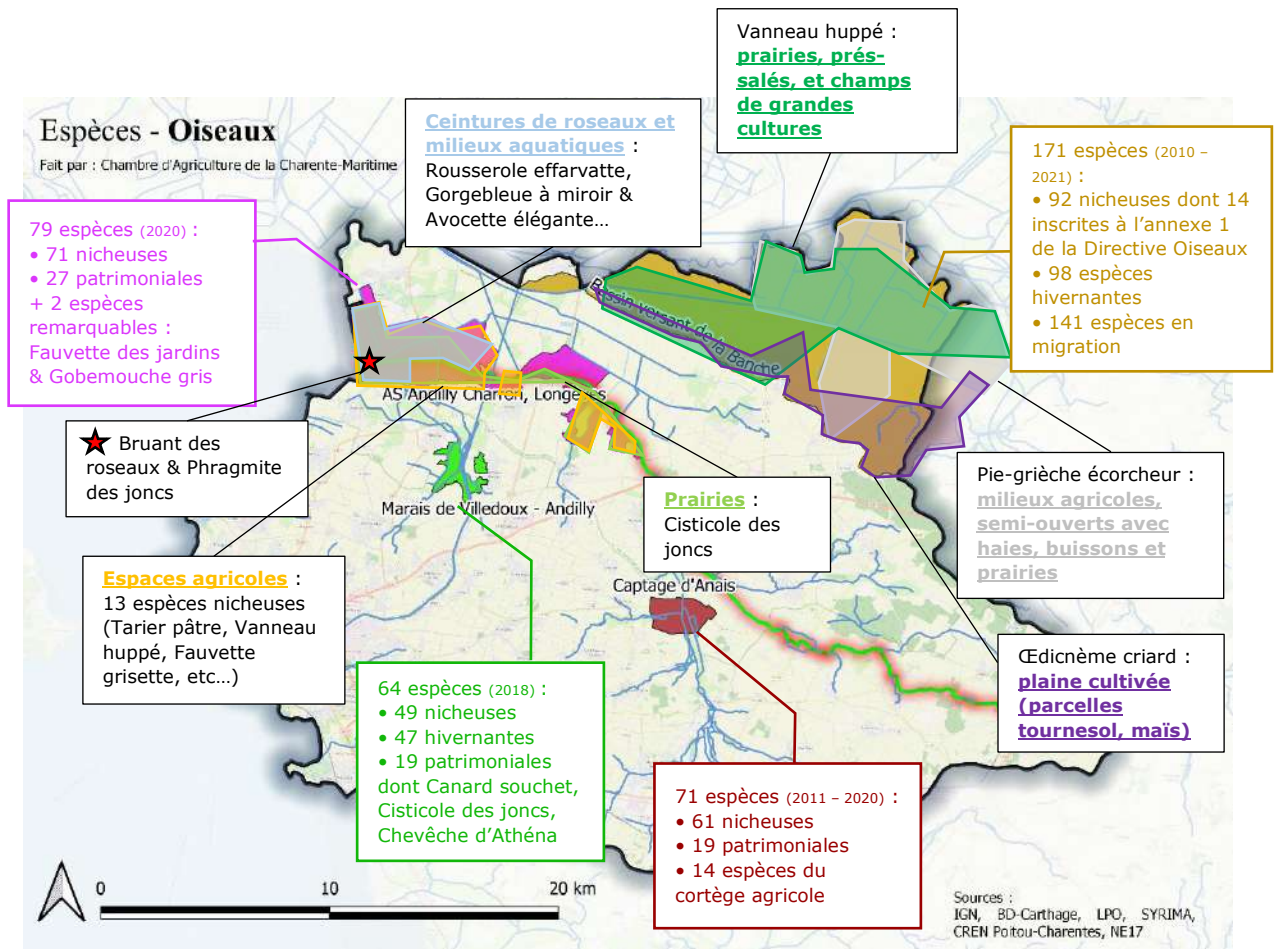 Vanneau huppé :
prairies, prés-
salés, et champs
de grandes
cultures
Espèces - Oiseaux
Fait par : Chambre d'Agriculture de la Charente-Maritime
Ceintures de roseaux et
milieux aquatiques :
Rousserole effarvatte,
Gorgebleue à miroir &
Avocette élégante…
171 espèces (2010 –
2021) :
• 92 nicheuses dont 14
inscrites à l'annexe 1
de la Directive Oiseaux
• 98 espèces
hivernantes
• 141 espèces en
migration
79 espèces (2020) :
• 71 nicheuses
• 27 patrimoniales
+ 2 espèces
remarquables :
Fauvette des jardins
& Gobemouche gris
Bassin versant de la Banche
AS Andilly Charron, Longèves
Bruant des
roseaux & Phragmite
des joncs
Marais de Villedoux - Andilly
Prairies :
Cisticole des
joncs
Pie-grièche écorcheur :
milieux agricoles,
semi-ouverts avec
haies, buissons et
prairies
Espaces agricoles :
13 espèces nicheuses
(Tarier pâtre, Vanneau
huppé, Fauvette
grisette, etc…)
Captage d'Anais
Œdicnème criard :
plaine cultivée
(parcelles
tournesol, maïs)
64 espèces (2018) :
• 49 nicheuses
• 47 hivernantes
• 19 patrimoniales
dont Canard souchet,
Cisticole des joncs,
Chevêche d'Athéna
71 espèces (2011 – 2020) :
• 61 nicheuses
• 19 patrimoniales
• 14 espèces du
cortège agricole
0 10 20 km
Sources :
IGN, BD-Carthage, LPO, SYRIMA,
CREN Poitou-Charentes, NE17